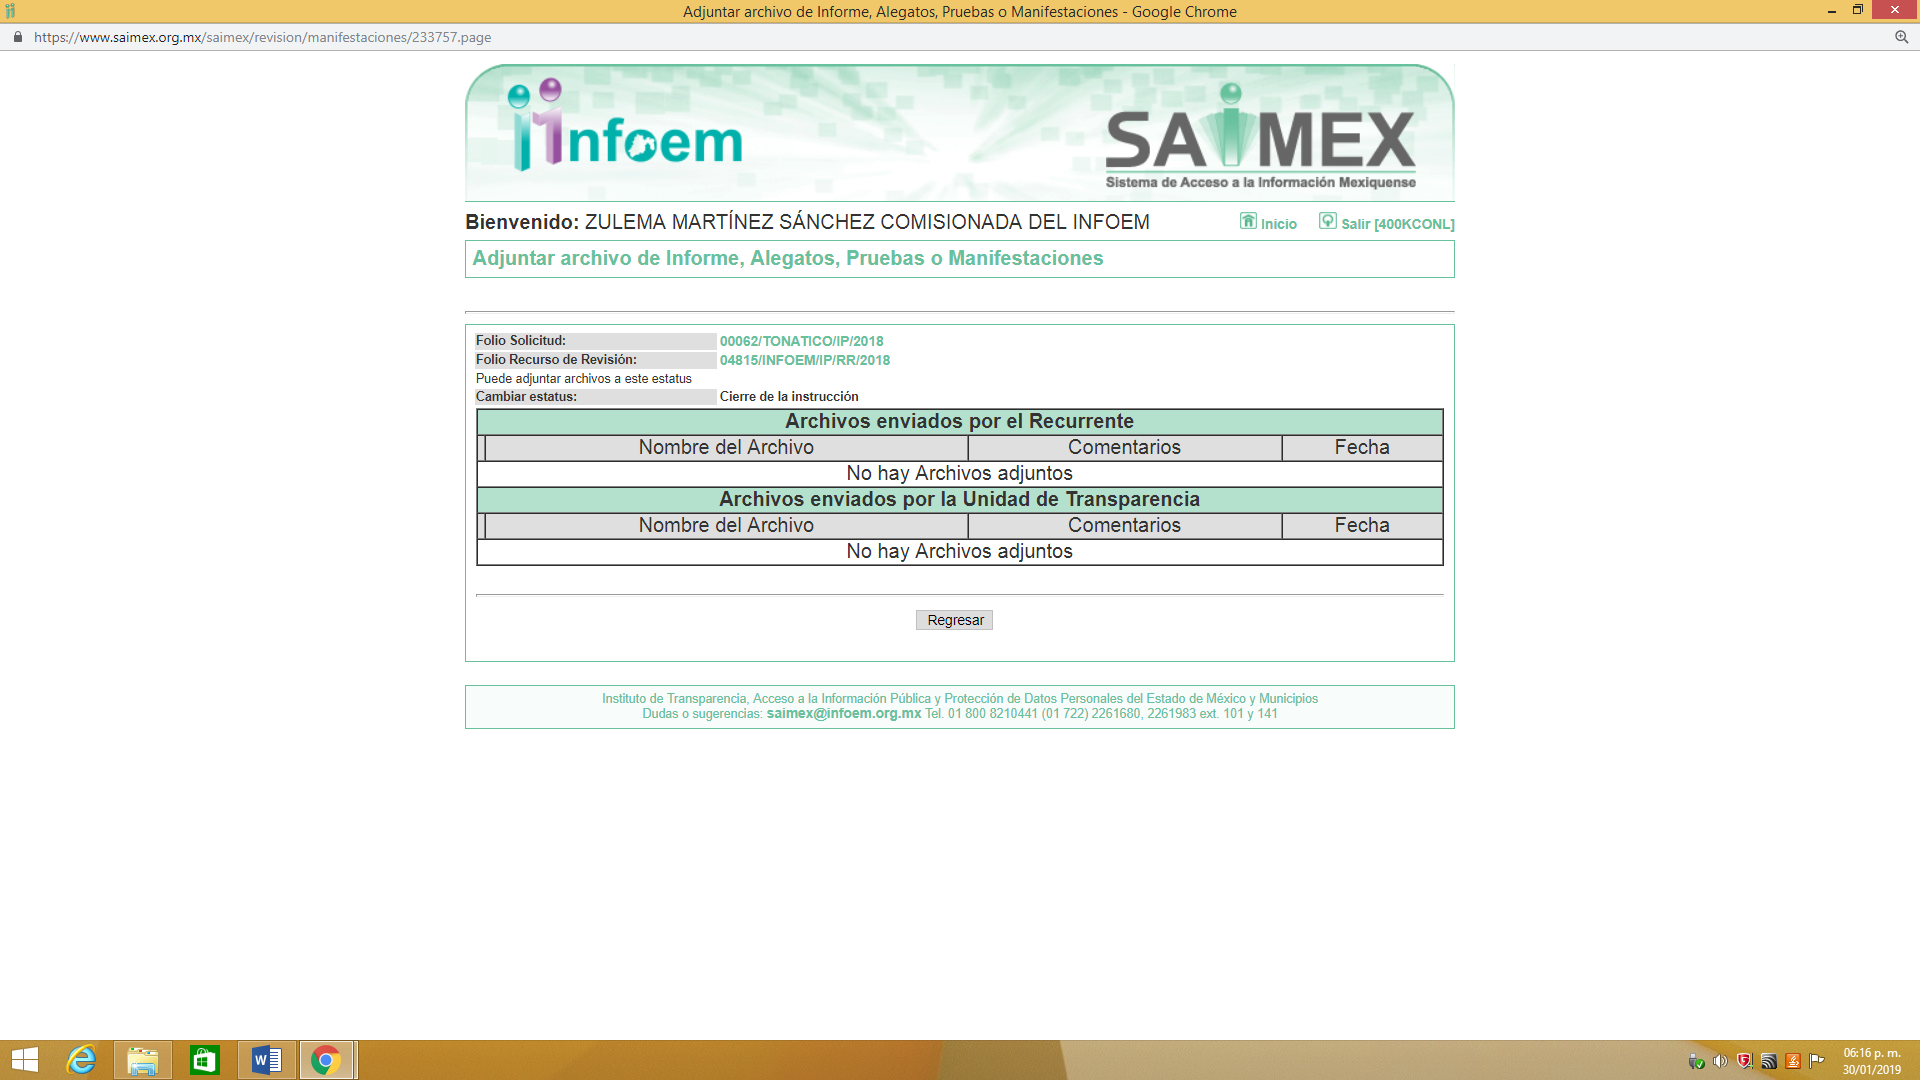 Adjuntar archivo de Informe, Alegatos, Pruebas o Manifestaciones - Google Chrome
https://www.saimex.org.mx/saimex/revision/manifestaciones/233757.page
infoem
SAIMEX
Sistema de Acceso a la Información Mexiquense
Bienvenido: ZULEMA MARTÍNEZ SÁNCHEZ COMISIONADA DEL INFOEM
Inicio
Salir [400KCONL]
Adjuntar archivo de Informe, Alegatos, Pruebas o Manifestaciones
Folio Solicitud: 00062/TONATICO/IP/2018
Folio Recurso de Revisión: 04815/INFOEM/IP/RR/2018
Puede adjuntar archivos a este estatus
Cambiar estatus: Cierre de la instrucción
Archivos enviados por el Recurrente
Nombre del Archivo Comentarios Fecha
No hay Archivos adjuntos
Archivos enviados por la Unidad de Transparencia
Nombre del Archivo Comentarios Fecha
No hay Archivos adjuntos
Regresar
Instituto de Transparencia, Acceso a la Información Pública y Protección de Datos Personales del Estado de México y Municipios
Dudas o sugerencias: saimex@infoem.org.mx Tel. 01 800 8210441 (01 722) 2261680, 2261983 ext. 101 y 141
06:16 p. m.
30/01/2019